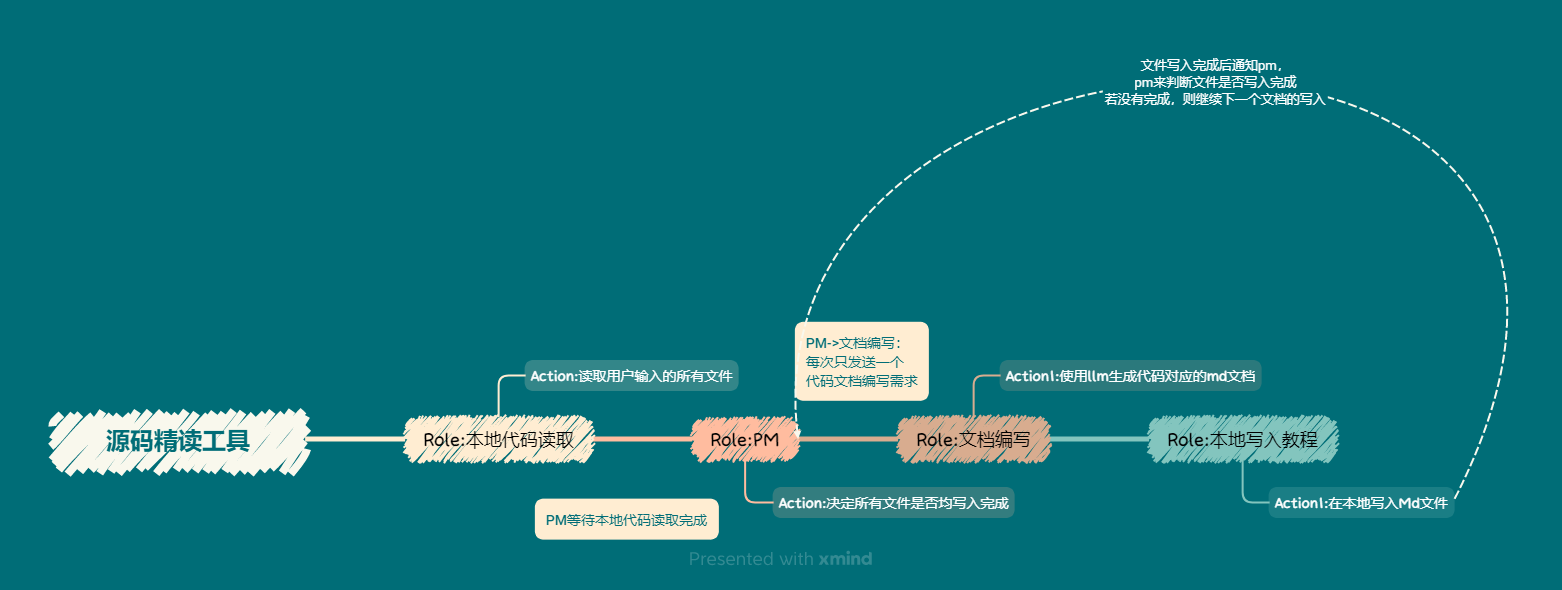 文件写入完成后通知pm，
pm来判断文件是否写入完成
若没有完成，则继续下一个文档的写入
PM->文档编写：
每次只发送一个
代码文档编写需求
Action:读取用户输入的所有文件
Action1:使用llm生成代码对应的md文档
源码精读工具
Role:本地代码读取
Role:PM
Role:文档编写
Role:本地写入教程
Action:决定所有文件是否均写入完成
Action1:在本地写入Md文件
PM等待本地代码读取完成
Presented with xmind